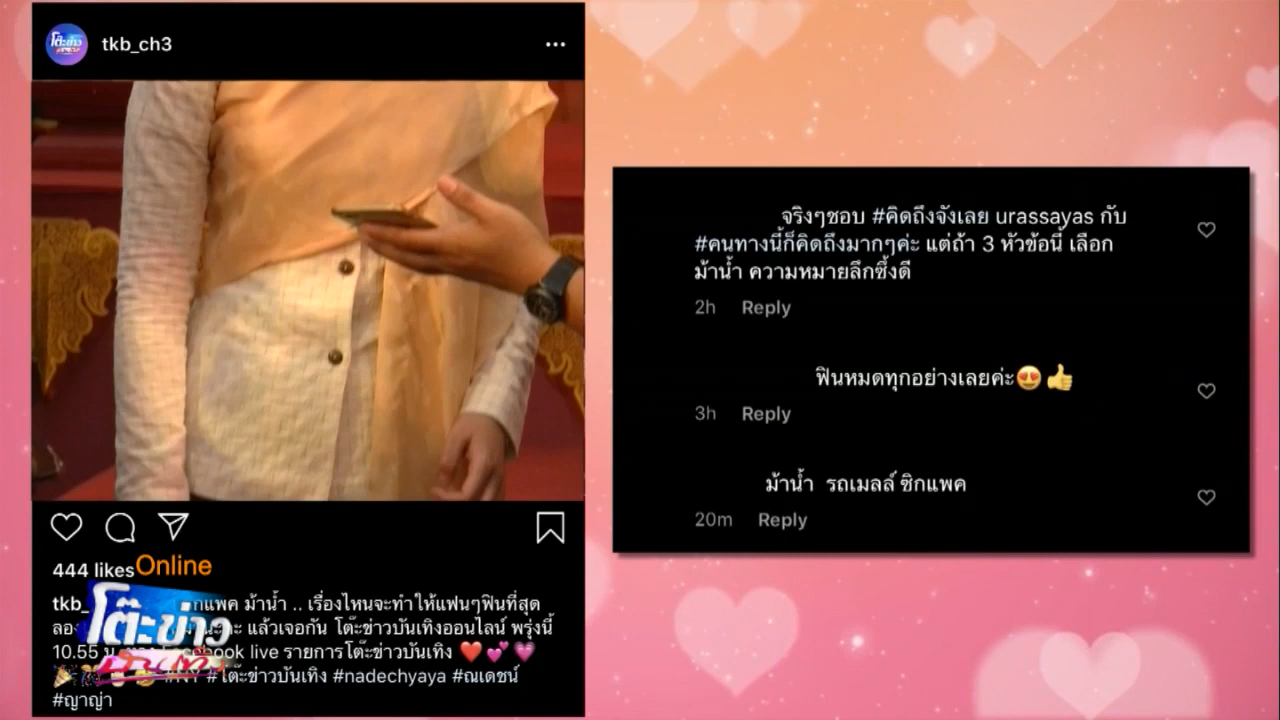 tkb_ch3
444 likes
Online
tkb_ กแพค ม้าน้ำ .. เรื่องไหนจะทำให้แฟนๆฟินที่สุด
ลอง แล้วเจอกัน โต๊ะข่าวบันเทิงออนไลน์ พรุ่งนี้
10.55 น. book live รายการโต๊ะข่าวบันเทิง ❤️💕💗
#NY #โต๊ะข่าวบันเทิง #nadechyaya #ณเดชน์
#ญาญ่า
โต๊ะข่าว
บันเทิง
จริงๆชอบ #คิดถึงจังเลย urassayas กับ
#คนทางนี้ก็คิดถึงมากๆค่ะ แต่ถ้า 3 หัวข้อนี้ เลือก
ม้าน้ำ ความหมายลึกซึ้งดี
2h Reply
ฟินหมดทุกอย่างเลยค่ะ😍👍
3h Reply
ม้าน้ำ รถเมลล์ ซิกแพค
20m Reply